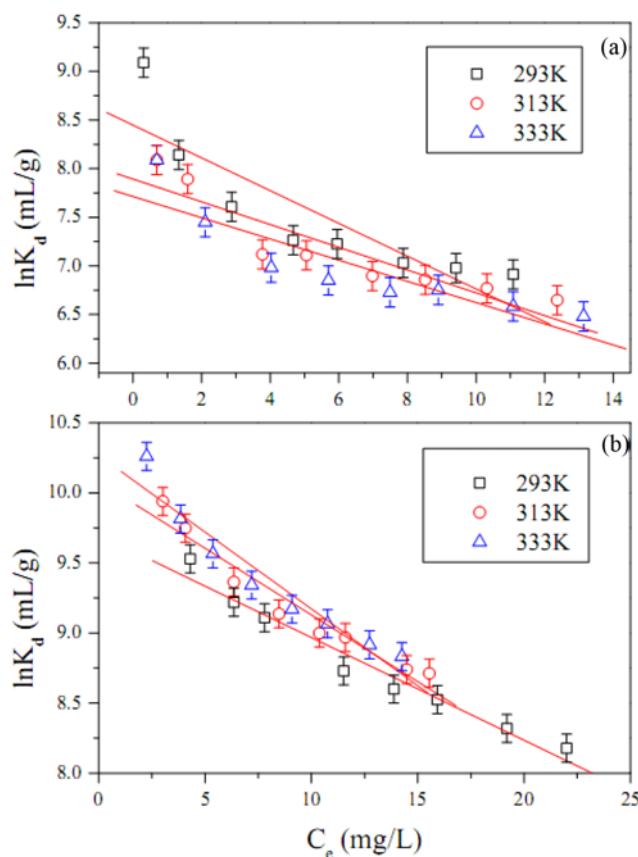 (a)
9.5
9.0
8.5
8.0
7.5
7.0
6.5
6.0
lnK_d (mL/g)
293K
313K
333K
0 2 4 6 8 10 12 14
(b)
10.5
10.0
9.5
9.0
8.5
8.0
lnK_d (mL/g)
293K
313K
333K
0 5 10 15 20 25
C_e (mg/L)